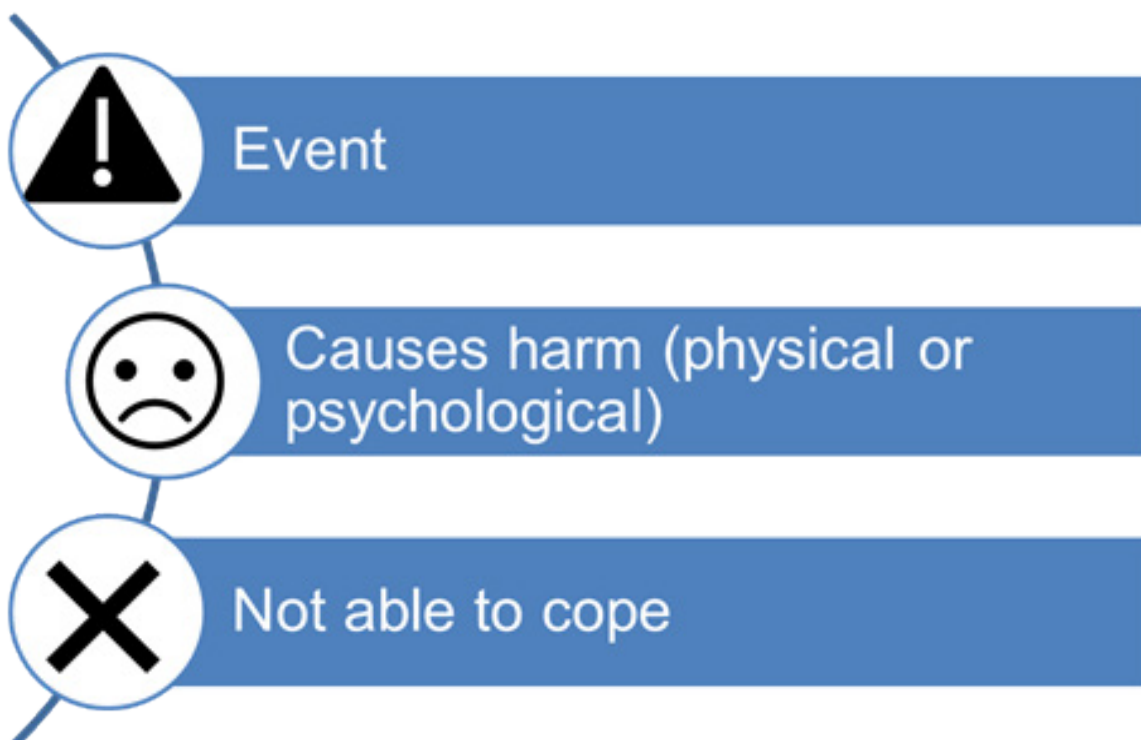 Event
Causes harm (physical or
psychological)
Not able to cope